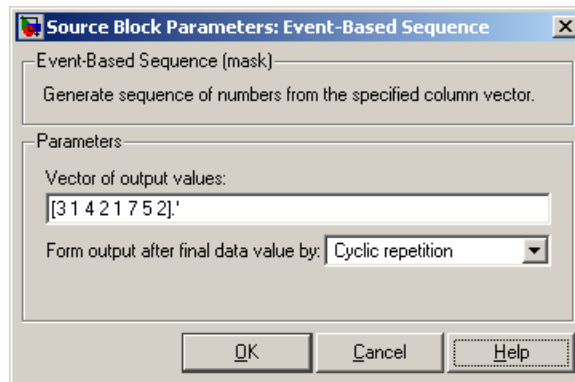 Source Block Parameters: Event-Based Sequence
Event-Based Sequence (mask)
Generate sequence of numbers from the specified column vector.
Parameters
Vector of output values:
[3 1 4 2 1 7 5 2].'
Form output after final data value by: Cyclic repetition
OK Cancel Help